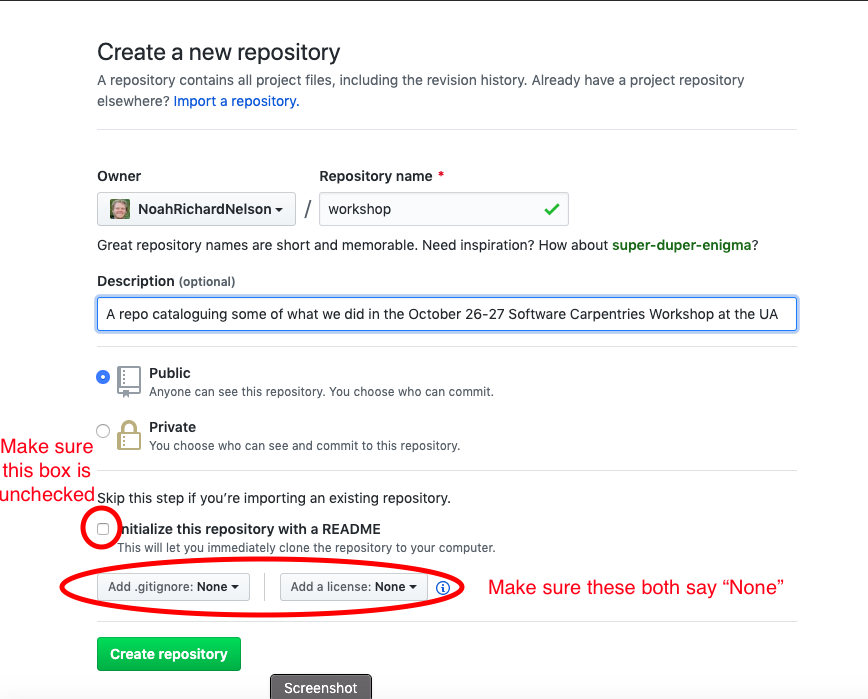 Create a new repository
A repository contains all project files, including the revision history. Already have a project repository
elsewhere? Import a repository.
Owner
Repository name *
NoahRichardNelson
/
workshop
Great repository names are short and memorable. Need inspiration? How about super-duper-enigma?
Description (optional)
A repo cataloguing some of what we did in the October 26-27 Software Carpentries Workshop at the UA
Public
Anyone can see this repository. You choose who can commit.
Private
You choose who can see and commit to this repository.
Make sure
this box is
unchecked
Skip this step if you’re importing an existing repository.
Initialize this repository with a README
This will let you immediately clone the repository to your computer.
Add .gitignore: None
Add a license: None
Make sure these both say “None”
Create repository
Screenshot